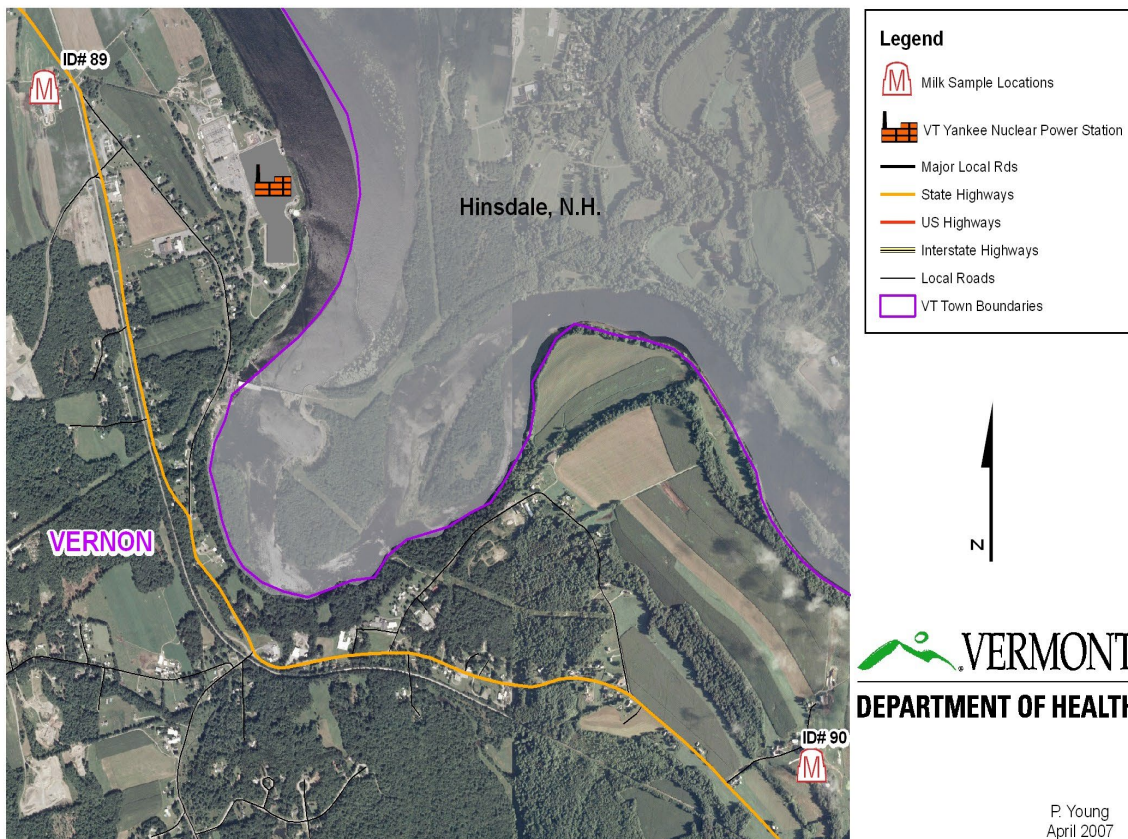 ID# 89
M
Hinsdale, N.H.
VERNON
ID# 90
M
Legend
M Milk Sample Locations
VT Yankee Nuclear Power Station
Major Local Rds
State Highways
US Highways
Interstate Highways
Local Roads
VT Town Boundaries
N
VERMONT
DEPARTMENT OF HEALTH
P. Young
April 2007